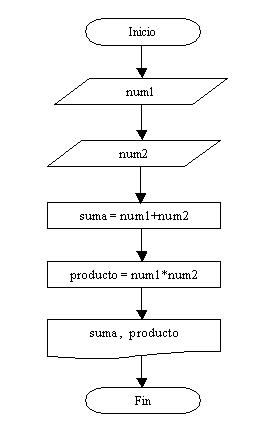 Inicio
num1
num2
suma = num1+num2
producto = num1*num2
suma , producto
Fin